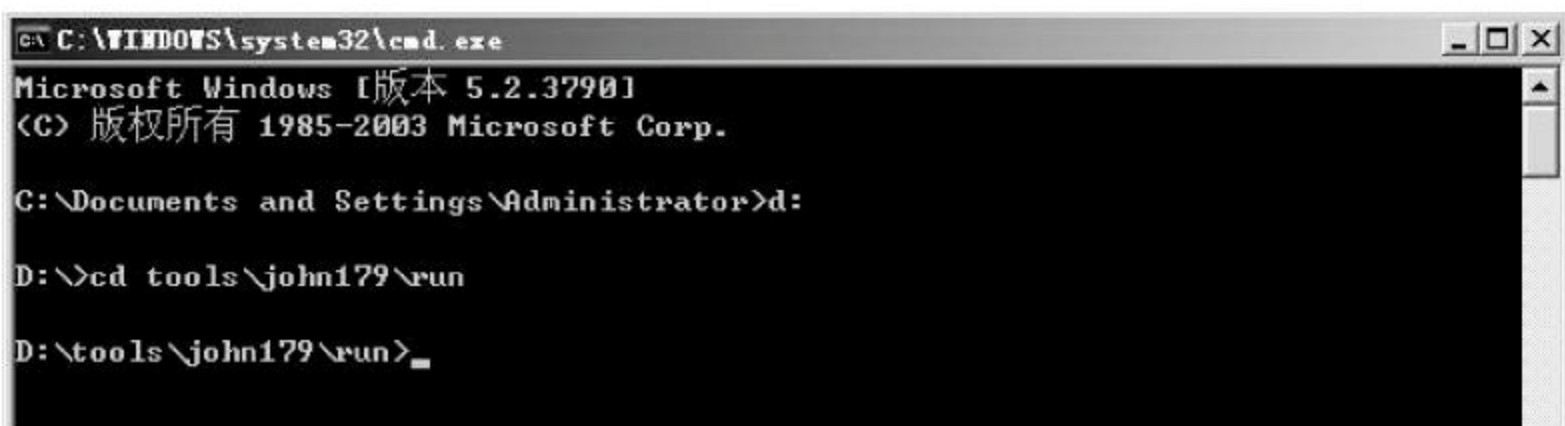 C:\WINDOWS\system32\cmd.exe
Microsoft Windows [版本 5.2.3790]
(C) 版权所有 1985-2003 Microsoft Corp.
C:\Documents and Settings\Administrator>d:
D:\>cd tools\john179\run
D:\tools\john179\run>_